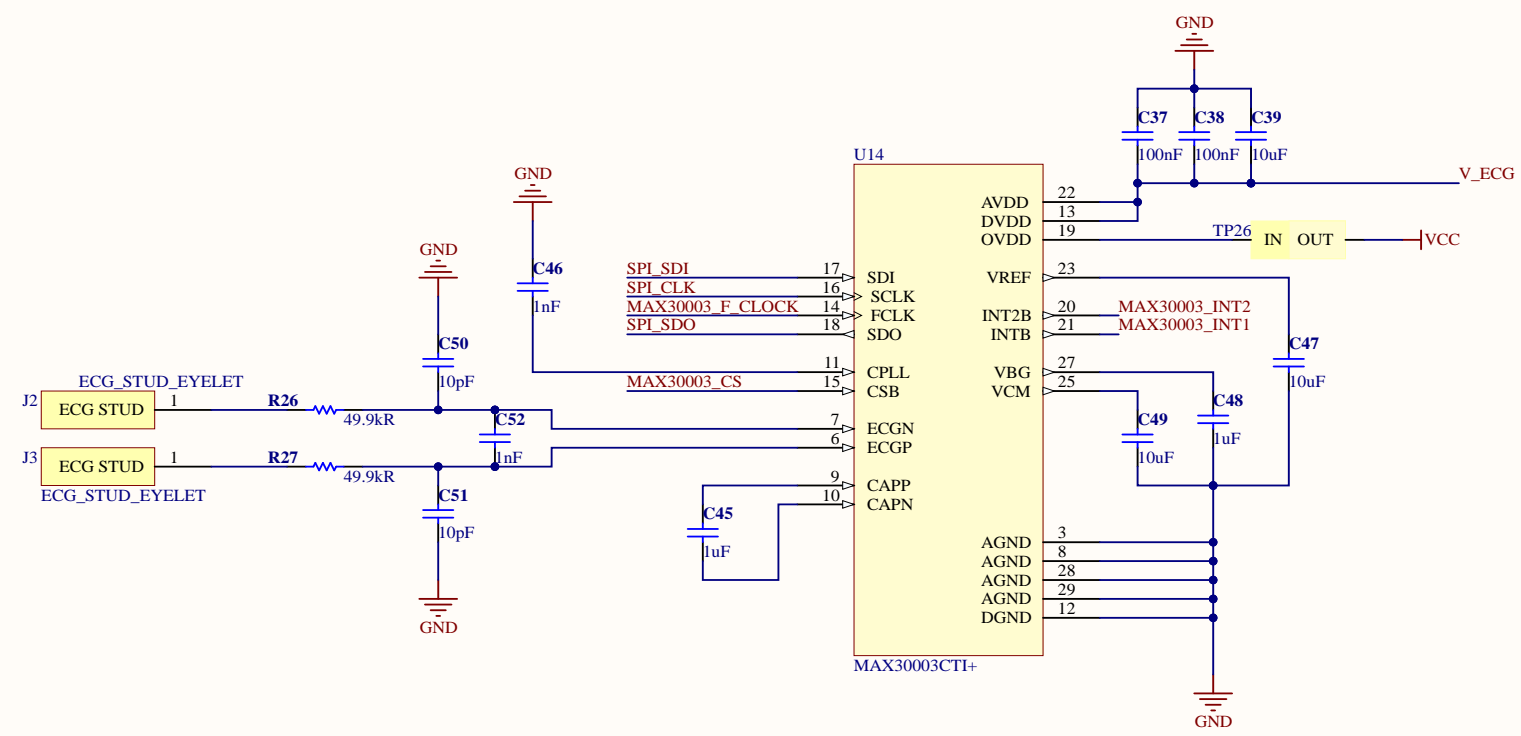 GND
C37 C38 C39
100nF 100nF 10uF
U14
GND
V_ECG
AVDD 22
DVDD 13
OVDD 19
TP26 IN OUT VCC
GND
C46
1nF
SPI_SDI 17 SDI
SPI_CLK 16 SCLK
MAX30003_F_CLOCK 14 FCLK
SPI_SDO 18 SDO
VREF 23
INT2B 20 MAX30003_INT2
INTB 21 MAX30003_INT1
C50
10pF
C47
10uF
11 CPLL
MAX30003_CS 15 CSB
VBG 27
VCM 25
ECG_STUD_EYELET
J2 ECG STUD 1 R26 49.9kR
C52
1nF
C49
10uF
C48
1uF
7 ECGN
6 ECGP
J3 ECG STUD 1 R27 49.9kR
ECG_STUD_EYELET
C51
10pF
9 CAPP
10 CAPN
C45
1uF
AGND 3
AGND 8
AGND 28
AGND 29
DGND 12
GND
MAX30003CTI+
GND